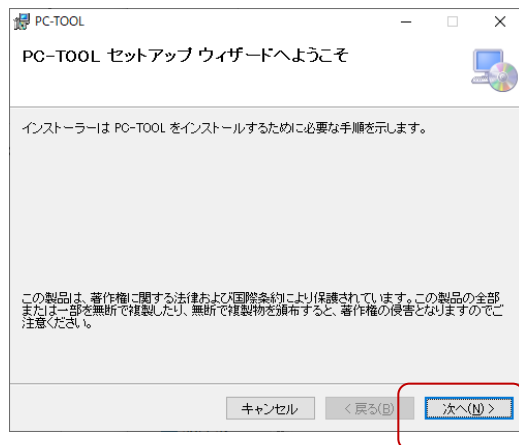 PC-TOOL
PC-TOOL セットアップ ウィザードへようこそ
インストーラーは PC-TOOL をインストールするために必要な手順を示します。
この製品は、著作権に関する法律および国際条約により保護されています。この製品の全部
または一部を無断で複製したり、無断で複製物を頒布すると、著作権の侵害となりますのでご
注意ください。
キャンセル < 戻る(B) 次へ(N) >